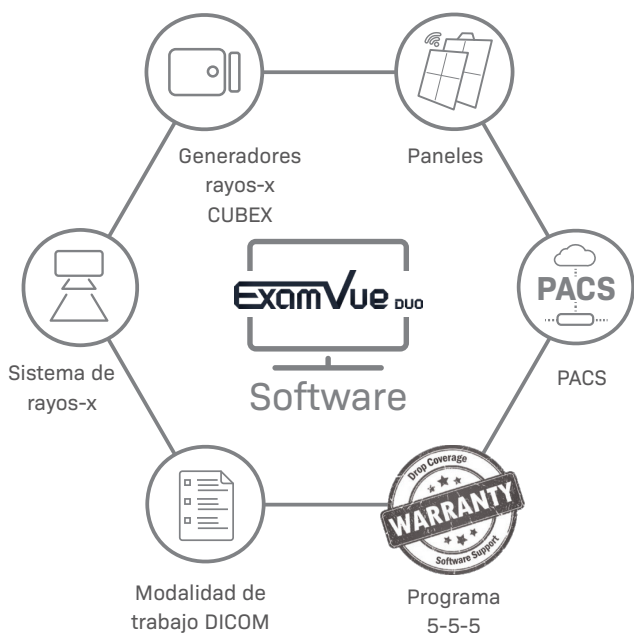 Generadores
rayos-x
CUBEX
Paneles
ExamVue DUO
Software
PACS
PACS
Sistema de
rayos-x
Drop Coverage
WARRANTY
Software Support
Modalidad de
trabajo DICOM
Programa
5-5-5